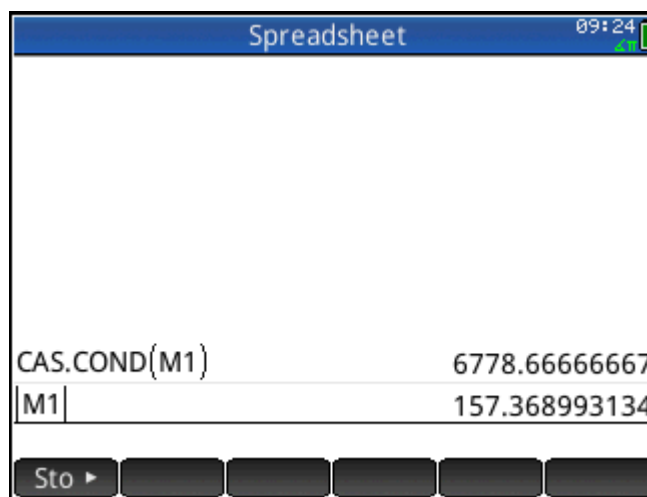 Spreadsheet 09:24
∡π
CAS.COND(M1) 6778.66666667
|M1| 157.368993134
Sto ►